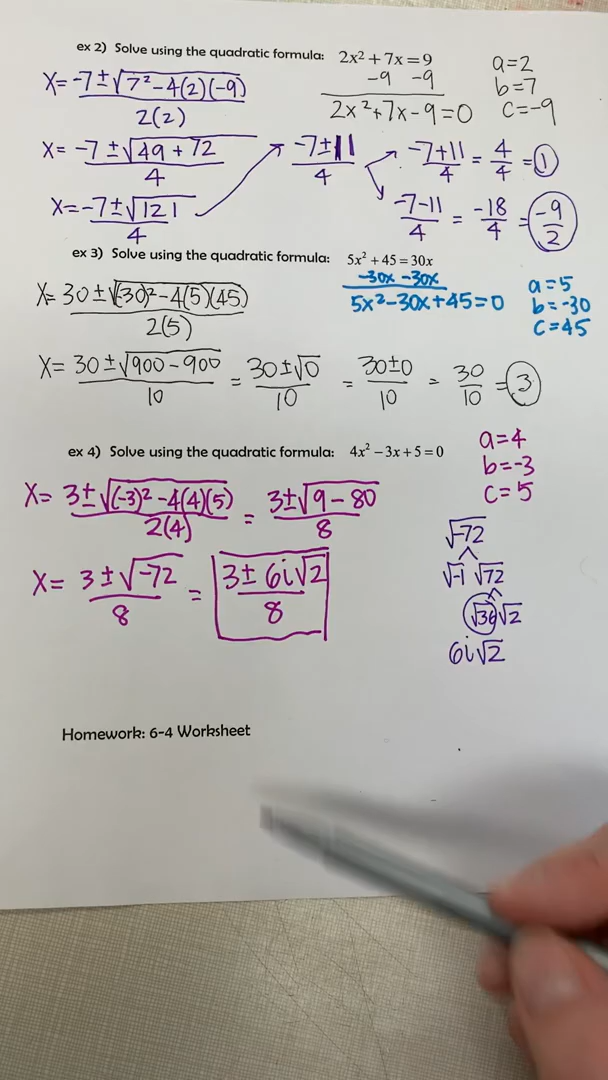 ex 2) Solve using the quadratic formula: 2x² + 7x = 9
-9 -9
2x²+7x-9=0
a=2
b=7
c=-9
x= -7±√(7²-4(2)(-9)) / 2(2)
x= -7±√(49+72) / 4
x= -7±√121 / 4
-7±11 / 4
-7+11 / 4 = 4/4 = 1
-7-11 / 4 = -18/4 = -9/2
ex 3) Solve using the quadratic formula: 5x² + 45 = 30x
-30x -30x
5x²-30x+45=0
a=5
b=-30
c=45
x= 30±√((-30)²-4(5)(45)) / 2(5)
x= 30±√(900-900) / 10 = 30±√0 / 10 = 30±0 / 10 = 30/10 = 3
ex 4) Solve using the quadratic formula: 4x² - 3x + 5 = 0
a=4
b=-3
c=5
x= 3±√((-3)²-4(4)(5)) / 2(4) = 3±√(9-80) / 8
x= 3±√-72 / 8 = 3±6i√2 / 8
√-72
√-1 √72
√36 √2
6i√2
Homework: 6-4 Worksheet